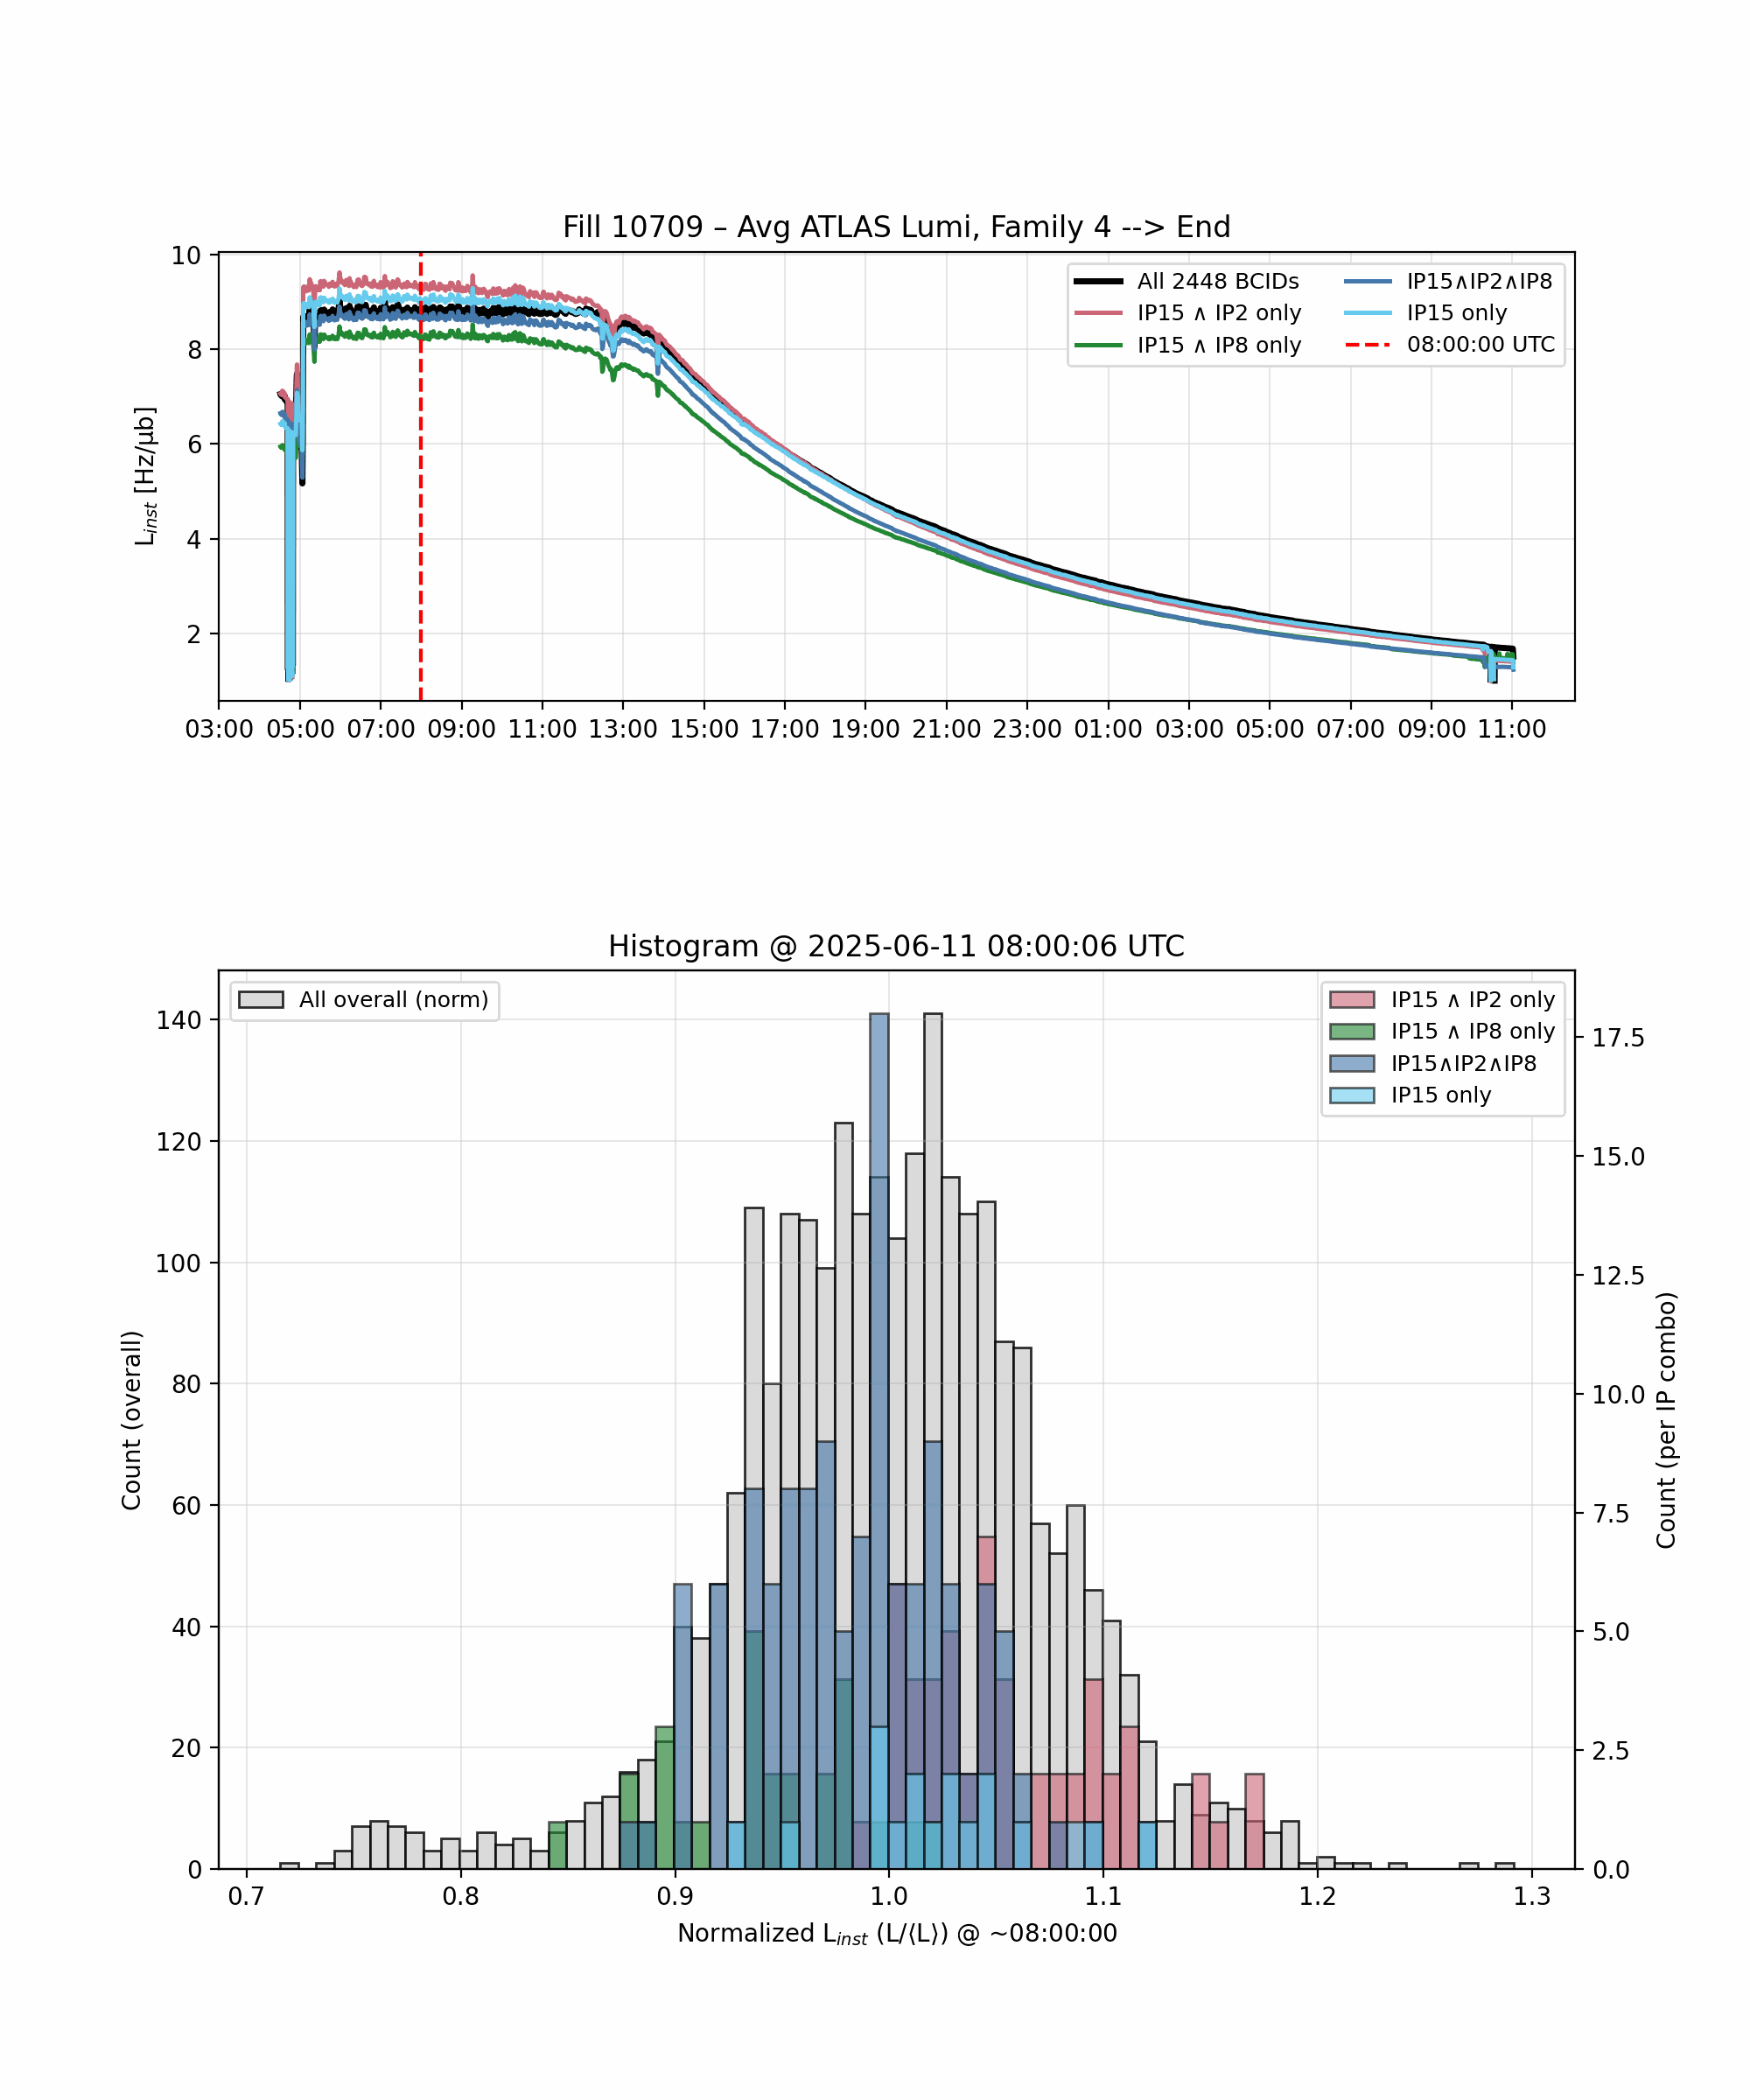 Fill 10709 – Avg ATLAS Lumi, Family 4 --> End
10
8
6
4
2
L_inst [Hz/μb]
All 2448 BCIDs
IP15 ∧ IP2 only
IP15 ∧ IP8 only
IP15∧IP2∧IP8
IP15 only
08:00:00 UTC
03:00 05:00 07:00 09:00 11:00 13:00 15:00 17:00 19:00 21:00 23:00 01:00 03:00 05:00 07:00 09:00 11:00
Histogram @ 2025-06-11 08:00:06 UTC
All overall (norm)
IP15 ∧ IP2 only
IP15 ∧ IP8 only
IP15∧IP2∧IP8
IP15 only
140
120
100
80
60
40
20
0
Count (overall)
17.5
15.0
12.5
10.0
7.5
5.0
2.5
0.0
Count (per IP combo)
0.7 0.8 0.9 1.0 1.1 1.2 1.3
Normalized L_inst (L/⟨L⟩) @ ~08:00:00